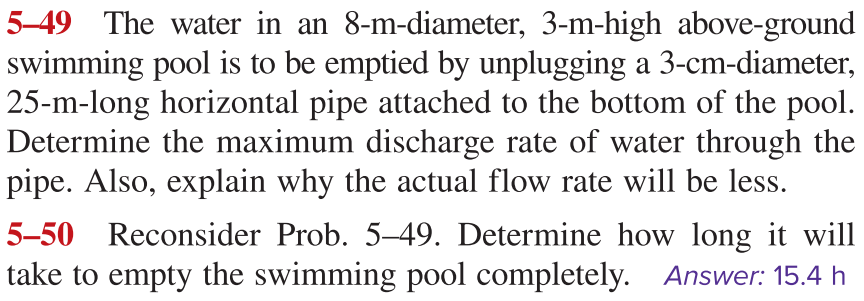 5–49 The water in an 8-m-diameter, 3-m-high above-ground
swimming pool is to be emptied by unplugging a 3-cm-diameter,
25-m-long horizontal pipe attached to the bottom of the pool.
Determine the maximum discharge rate of water through the
pipe. Also, explain why the actual flow rate will be less.
5–50 Reconsider Prob. 5–49. Determine how long it will
take to empty the swimming pool completely. Answer: 15.4 h